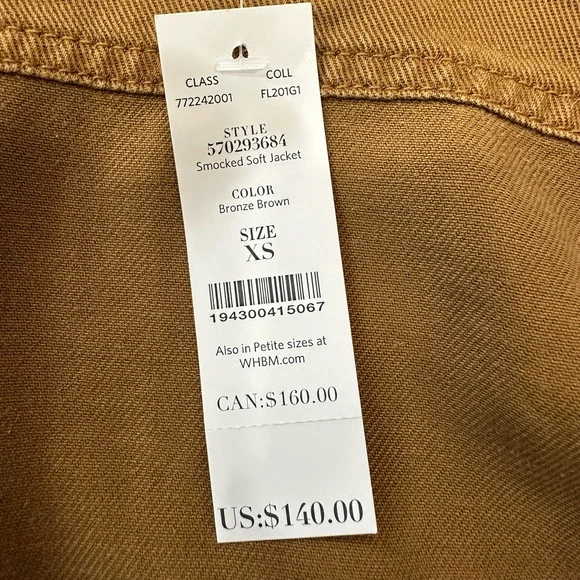 CLASS COLL
772242001 FL201G1
STYLE
570293684
Smocked Soft Jacket
COLOR
Bronze Brown
SIZE
XS
194300415067
Also in Petite sizes at
WHBM.com
CAN:$160.00
US:$140.00